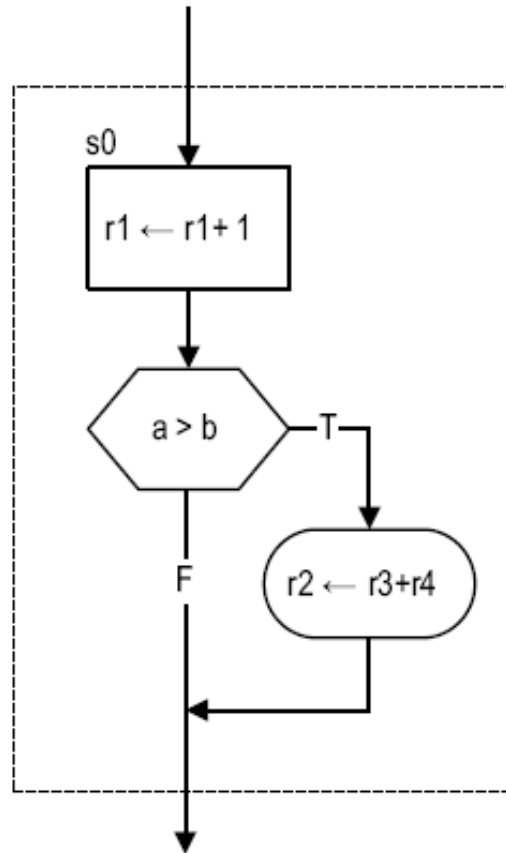 s0
r1 ← r1+ 1
a > b
T
F
r2 ← r3+r4